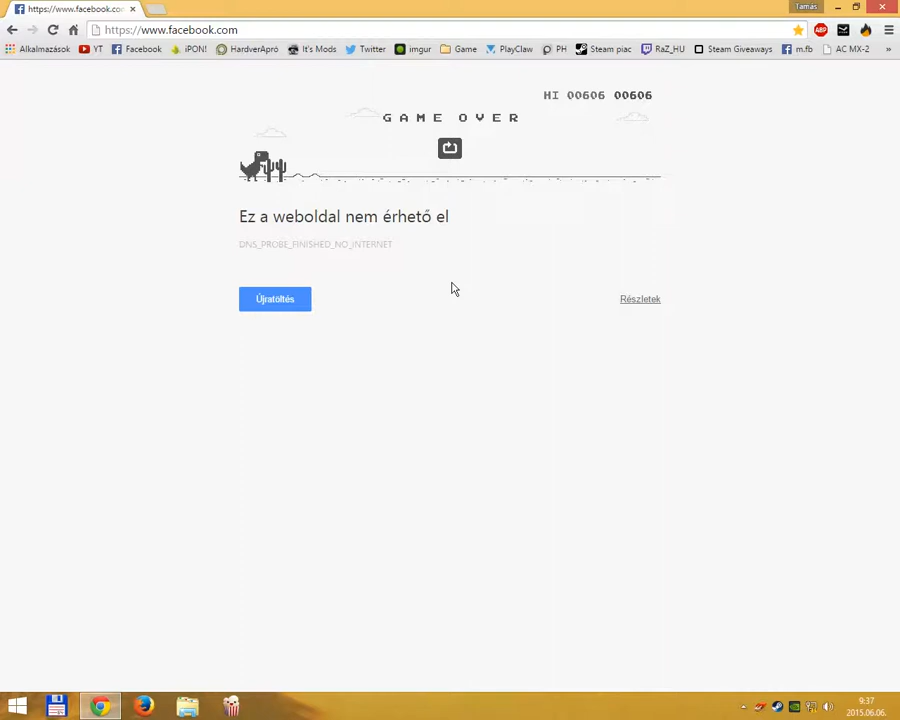 https://www.facebook.com
Tamás
https://www.facebook.com
Alkalmazások YT Facebook iPON! HardverApró It's Mods Twitter imgur Game PlayClaw PH Steam piac RaZ_HU Steam Giveaways m.fb AC MX-2 »
HI 00606 00606
GAME OVER
Ez a weboldal nem érhető el
DNS_PROBE_FINISHED_NO_INTERNET
Újratöltés
Részletek
9:37
2015.06.06.